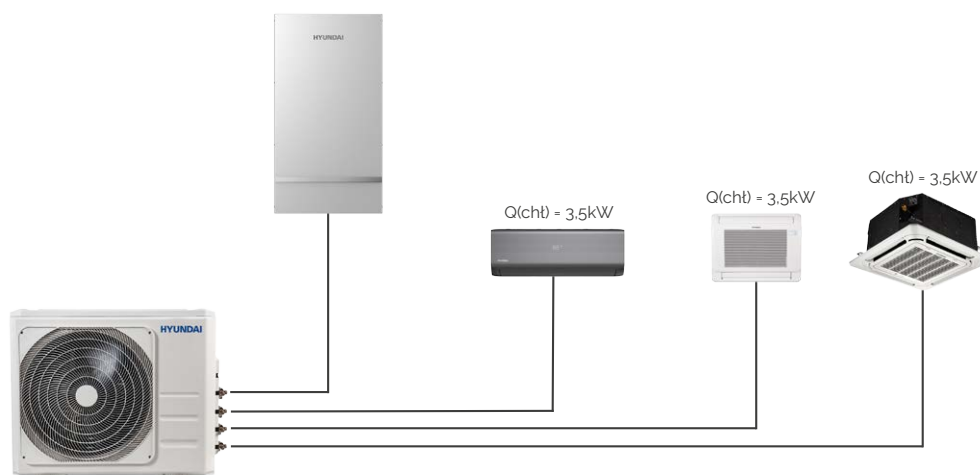 HYUNDAI
Q(chł) = 3,5kW
Q(chł) = 3,5kW
Q(chł) = 3,5kW
HYUNDAI